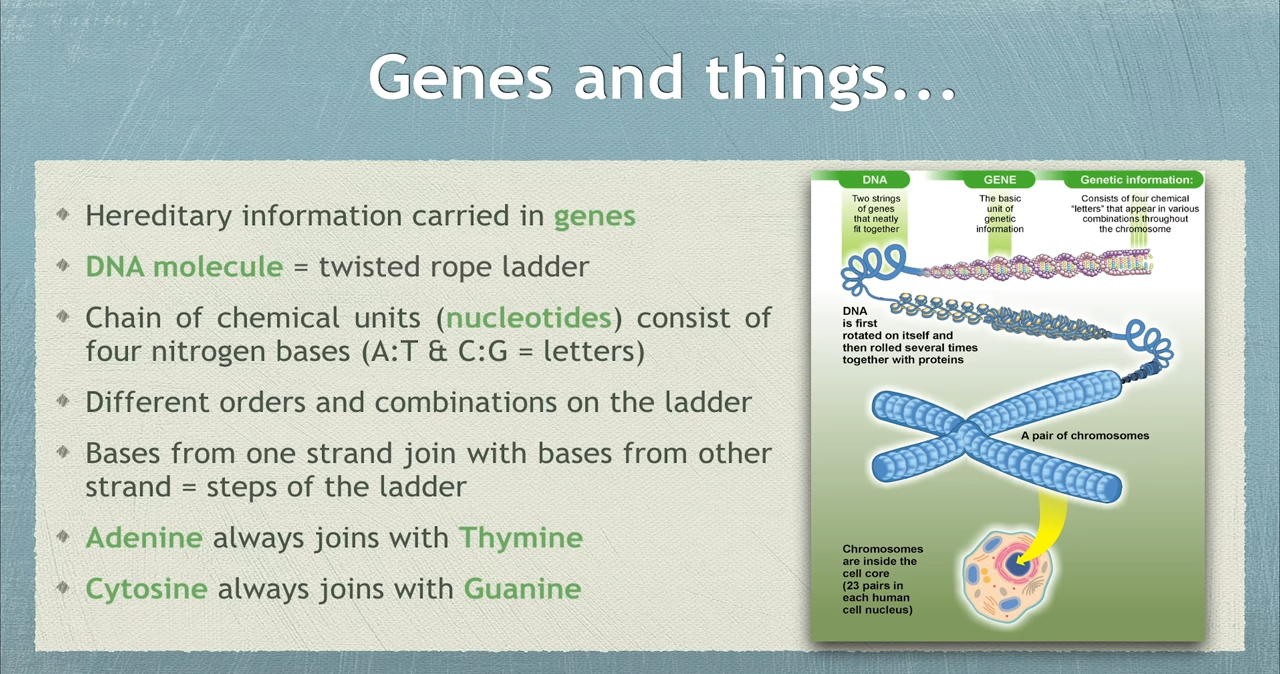 Genes and things...
Hereditary information carried in genes
DNA molecule = twisted rope ladder
Chain of chemical units (nucleotides) consist of
four nitrogen bases (A:T & C:G = letters)
Different orders and combinations on the ladder
Bases from one strand join with bases from other
strand = steps of the ladder
Adenine always joins with Thymine
Cytosine always joins with Guanine
DNA
Two strings
of genes
that neatly
fit together
GENE
The basic
unit of
genetic
information
Genetic information:
Consists of four chemical
"letters" that appear in various
combinations throughout
the chromosome
DNA
is first
rotated on itself and
then rolled several times
together with proteins
A pair of chromosomes
Chromosomes
are inside the
cell core
(23 pairs in
each human
cell nucleus)